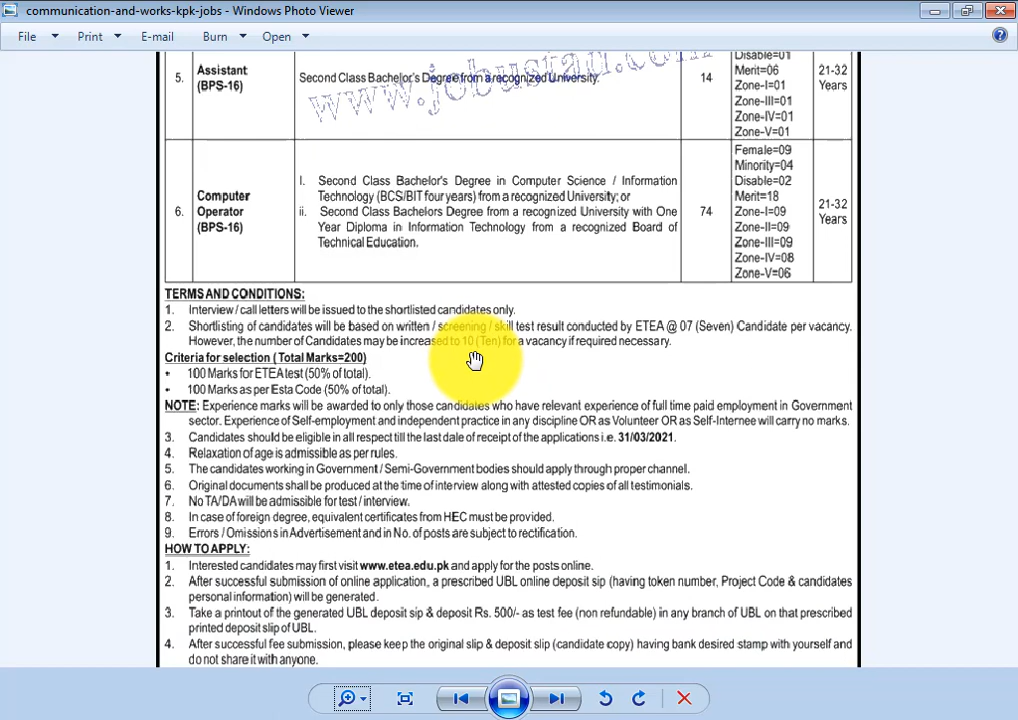 communication-and-works-kpk-jobs - Windows Photo Viewer
File Print E-mail Burn Open
www.jobustad.com
Disable=01
5. Assistant (BPS-16) Second Class Bachelor's Degree from a recognized University. 14 Merit=06 21-32 Years
Zone-I=01
Zone-III=01
Zone-IV=01
Zone-V=01
Female=09
Minority=04
6. Computer Operator (BPS-16)
I. Second Class Bachelor's Degree in Computer Science / Information
Technology (BCS/BIT four years) from a recognized University; or
ii. Second Class Bachelors Degree from a recognized University with One
Year Diploma in Information Technology from a recognized Board of
Technical Education.
74
Disable=02
Merit=18
Zone-I=09
Zone-II=09
Zone-III=09
Zone-IV=08
Zone-V=06
21-32 Years
TERMS AND CONDITIONS:
1. Interview / call letters will be issued to the shortlisted candidates only.
2. Shortlisting of candidates will be based on written / screening / skill test result conducted by ETEA @ 07 (Seven) Candidate per vacancy.
However, the number of Candidates may be increased to 10 (Ten) for a vacancy if required necessary.
Criteria for selection ( Total Marks=200)
• 100 Marks for ETEA test (50% of total).
• 100 Marks as per Esta Code (50% of total).
NOTE: Experience marks will be awarded to only those candidates who have relevant experience of full time paid employment in Government
sector. Experience of Self-employment and independent practice in any discipline OR as Volunteer OR as Self-Internee will carry no marks.
3. Candidates should be eligible in all respect till the last date of receipt of the applications i.e. 31/03/2021.
4. Relaxation of age is admissible as per rules.
5. The candidates working in Government / Semi-Government bodies should apply through proper channel.
6. Original documents shall be produced at the time of interview along with attested copies of all testimonials.
7. No TA/DA will be admissible for test / interview.
8. In case of foreign degree, equivalent certificates from HEC must be provided.
9. Errors / Omissions in Advertisement and in No. of posts are subject to rectification.
HOW TO APPLY:
1. Interested candidates may first visit www.etea.edu.pk and apply for the posts online.
2. After successful submission of online application, a prescribed UBL online deposit sip (having token number, Project Code & candidates
personal information) will be generated.
3. Take a printout of the generated UBL deposit sip & deposit Rs. 500/- as test fee (non refundable) in any branch of UBL on that prescribed
printed deposit slip of UBL.
4. After successful fee submission, please keep the original slip & deposit slip (candidate copy) having bank desired stamp with yourself and
do not share it with anyone.